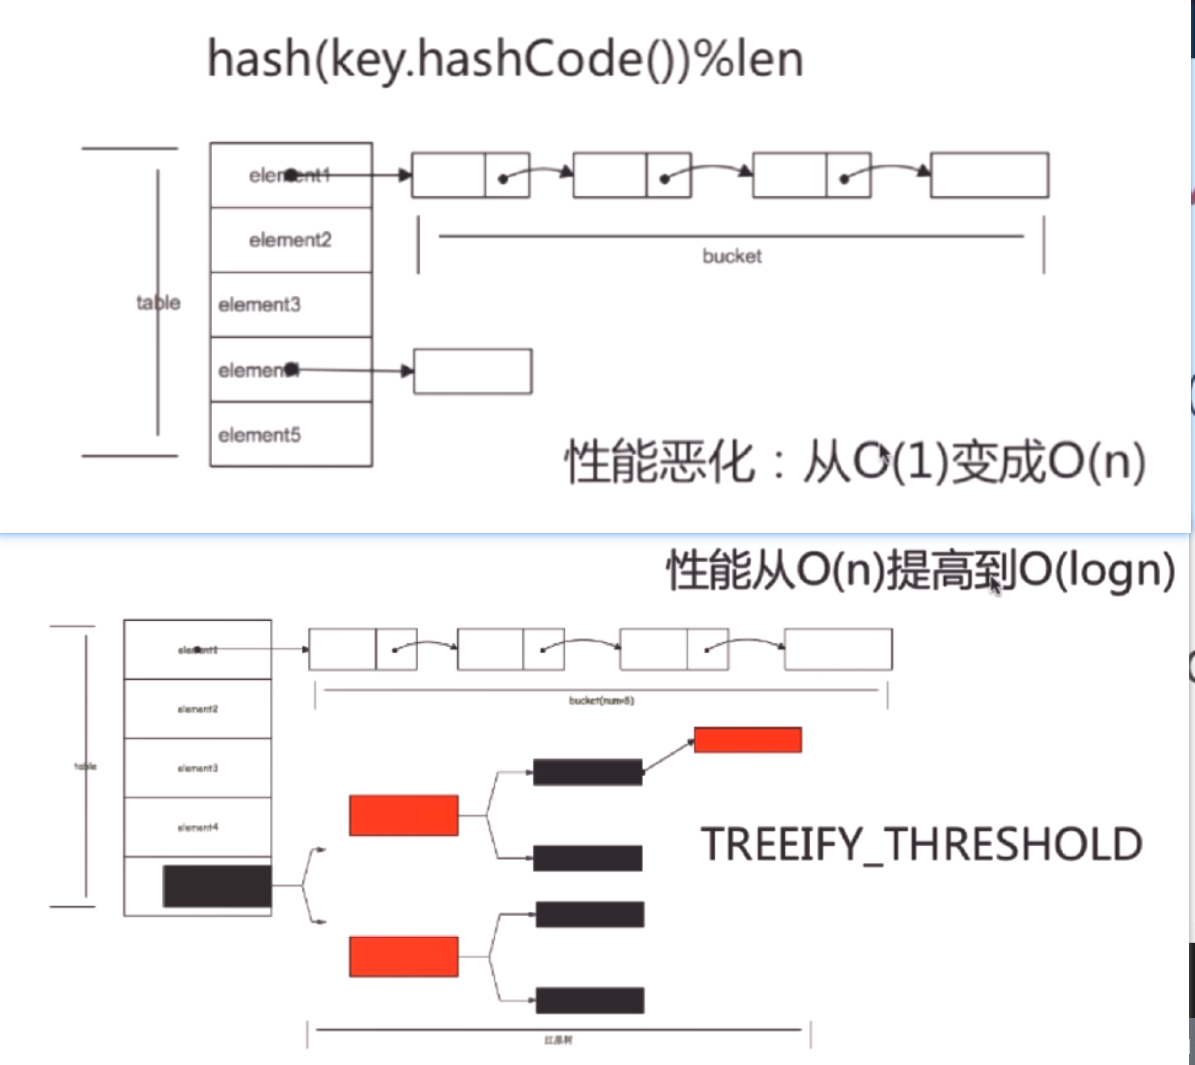 hash(key.hashCode())%len
element1
element2
table
element3
element5
bucket
性能恶化：从O(1)变成O(n)
性能从O(n)提高到O(logn)
element1
element2
table
element3
element4
bucket(num<8)
TREEIFY_THRESHOLD
红黑树